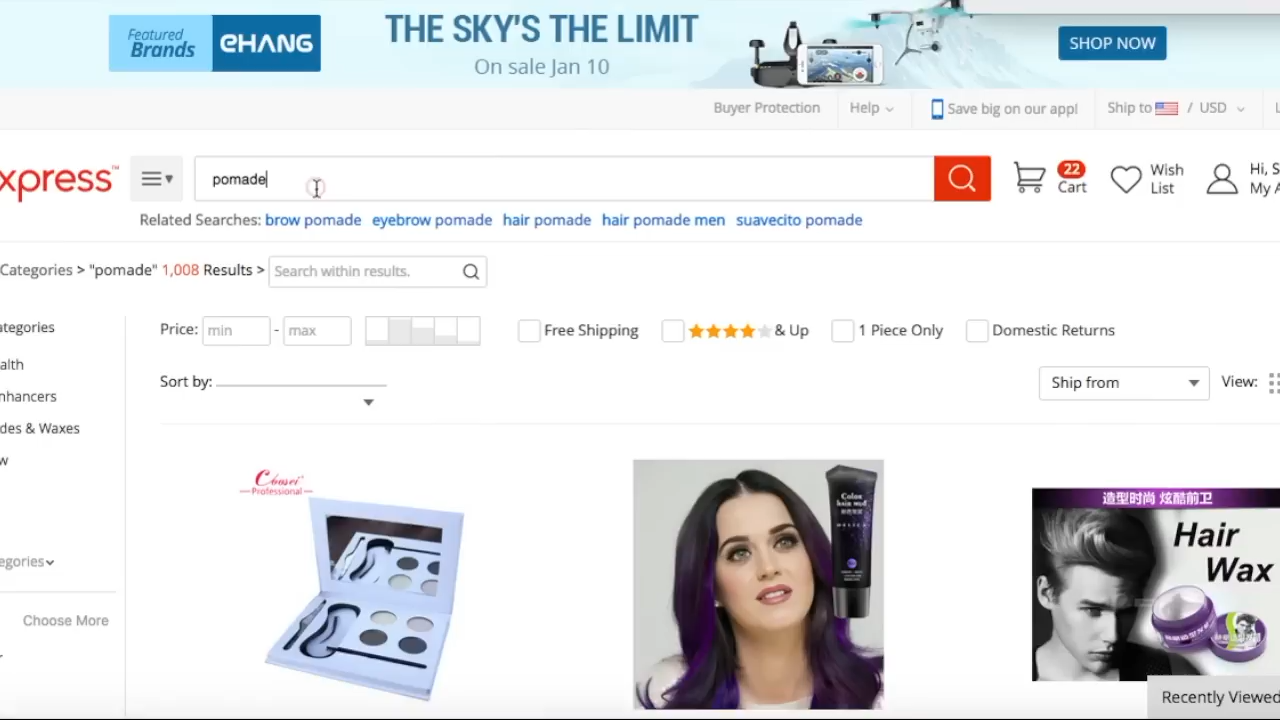 Featured
Brands
EHANG
THE SKY'S THE LIMIT
On sale Jan 10
SHOP NOW
Buyer Protection
Help
Save big on our app!
Ship to / USD
xpress™
pomade
22
Cart
Wish
List
Hi, S
My A
Related Searches: brow pomade eyebrow pomade hair pomade hair pomade men suavecito pomade
Categories > "pomade" 1,008 Results >
Search within results.
ategories
alth
nhancers
des & Waxes
w
egories
Choose More
Price: min - max
Free Shipping
& Up
1 Piece Only
Domestic Returns
Sort by:
Ship from
View:
Professional
Color
hair mud
造型时尚 炫酷前卫
Hair
Wax
Recently Viewed